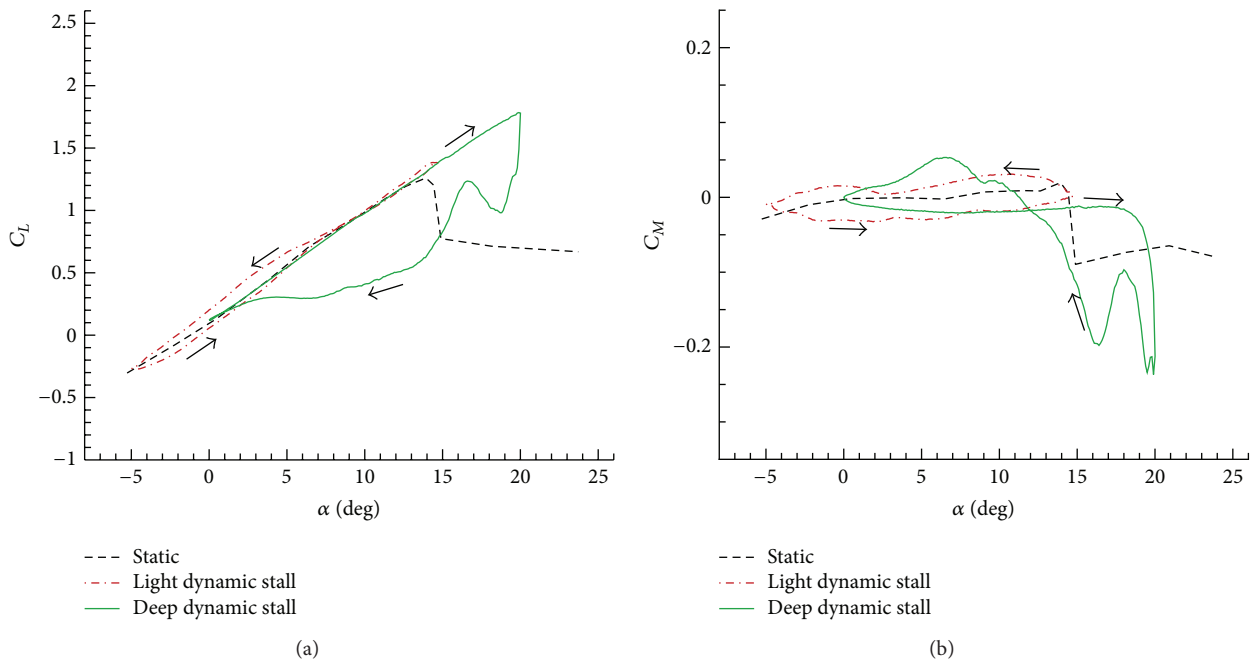 2.5
2
1.5
1
0.5
0
−0.5
−1
C_L
−5 0 5 10 15 20 25
α (deg)
Static
Light dynamic stall
Deep dynamic stall
(a)
0.2
0
−0.2
C_M
−5 0 5 10 15 20 25
α (deg)
Static
Light dynamic stall
Deep dynamic stall
(b)